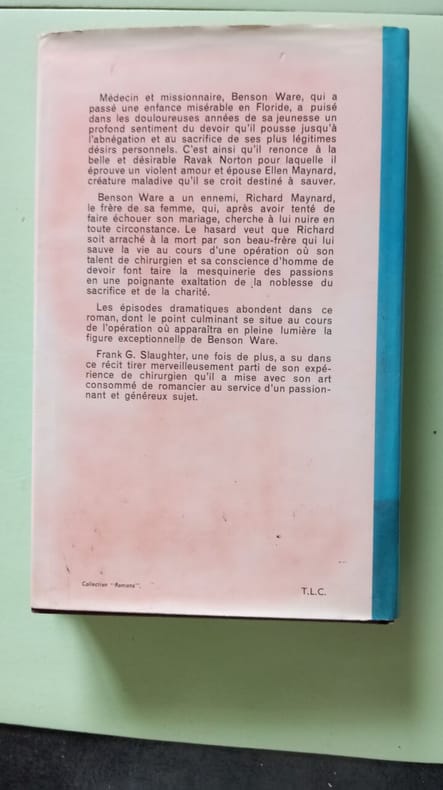 Médecin et missionnaire, Benson Ware, qui a
passé une enfance misérable en Floride, a puisé
dans les douloureuses années de sa jeunesse un
profond sentiment du devoir qu'il pousse jusqu'à
l'abnégation et au sacrifice de ses plus légitimes
désirs personnels. C'est ainsi qu'il renonce à la
belle et désirable Ravak Norton pour laquelle il
éprouve un violent amour et épouse Ellen Maynard,
créature maladive qu'il se croit destiné à sauver.
Benson Ware a un ennemi, Richard Maynard,
le frère de sa femme, qui, après avoir tenté de
faire échouer son mariage, cherche à lui nuire en
toute circonstance. Le hasard veut que Richard
soit arraché à la mort par son beau-frère qui lui
sauve la vie au cours d'une opération où son
talent de chirurgien et sa conscience d'homme de
devoir font taire la mesquinerie des passions
en une poignante exaltation de la noblesse du
sacrifice et de la charité.
Les épisodes dramatiques abondent dans ce
roman, dont le point culminant se situe au cours
de l'opération où apparaîtra en pleine lumière la
figure exceptionnelle de Benson Ware.
Frank G. Slaughter, une fois de plus, a su dans
ce récit tirer merveilleusement parti de son expé-
rience de chirurgien qu'il a mise avec son art
consommé de romancier au service d'un passion-
nant et généreux sujet.
Collection "Romans".
T.L.C.